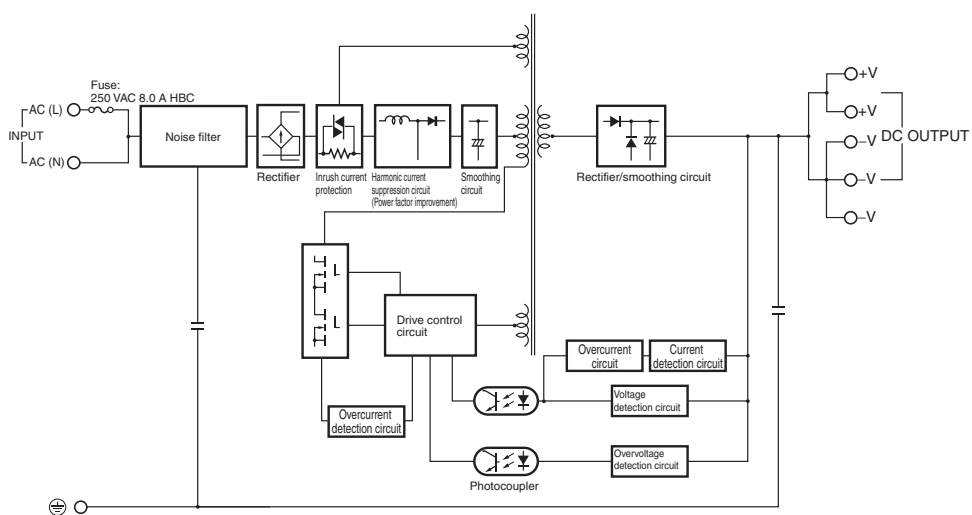 Fuse:
250 VAC 8.0 A HBC
AC (L)
INPUT
AC (N)
Noise filter
Rectifier
Inrush current
protection
Harmonic current
suppression circuit
(Power factor improvement)
Smoothing
circuit
Rectifier/smoothing circuit
+V
+V
DC OUTPUT
–V
–V
–V
Drive control
circuit
Overcurrent
detection circuit
Overcurrent
circuit
Current
detection circuit
Voltage
detection circuit
Overvoltage
detection circuit
Photocoupler